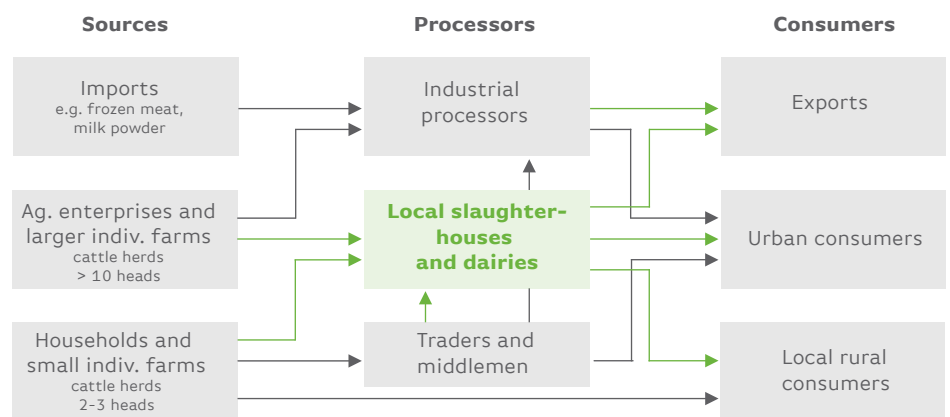 Sources
Processors
Consumers
Imports
e.g. frozen meat,
milk powder
Industrial
processors
Exports
Ag. enterprises and
larger indiv. farms
cattle herds
> 10 heads
Local slaughter-
houses
and dairies
Urban consumers
Households and
small indiv. farms
cattle herds
2-3 heads
Traders and
middlemen
Local rural
consumers